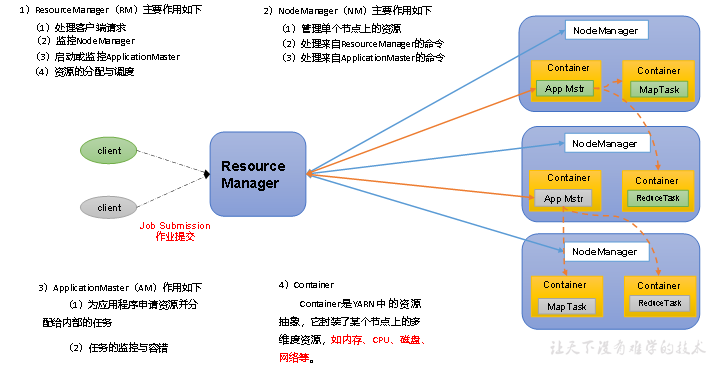 1）ResourceManager（RM）主要作用如下
（1）处理客户端请求
（2）监控NodeManager
（3）启动或监控ApplicationMaster
（4）资源的分配与调度
2）NodeManager（NM）主要作用如下
（1）管理单个节点上的资源
（2）处理来自ResourceManager的命令
（3）处理来自ApplicationMaster的命令
client
client
Resource
Manager
Job Submission
作业提交
NodeManager
Container
App Mstr
Container
MapTask
NodeManager
Container
App Mstr
Container
ReduceTask
NodeManager
Container
MapTask
Container
ReduceTask
3）ApplicationMaster（AM）作用如下
（1）为应用程序申请资源并分
配给内部的任务
（2）任务的监控与容错
4）Container
Container是YARN中的资源
抽象，它封装了某个节点上的多
维度资源，如内存、CPU、磁盘、
网络等。
让天下没有难学的技术